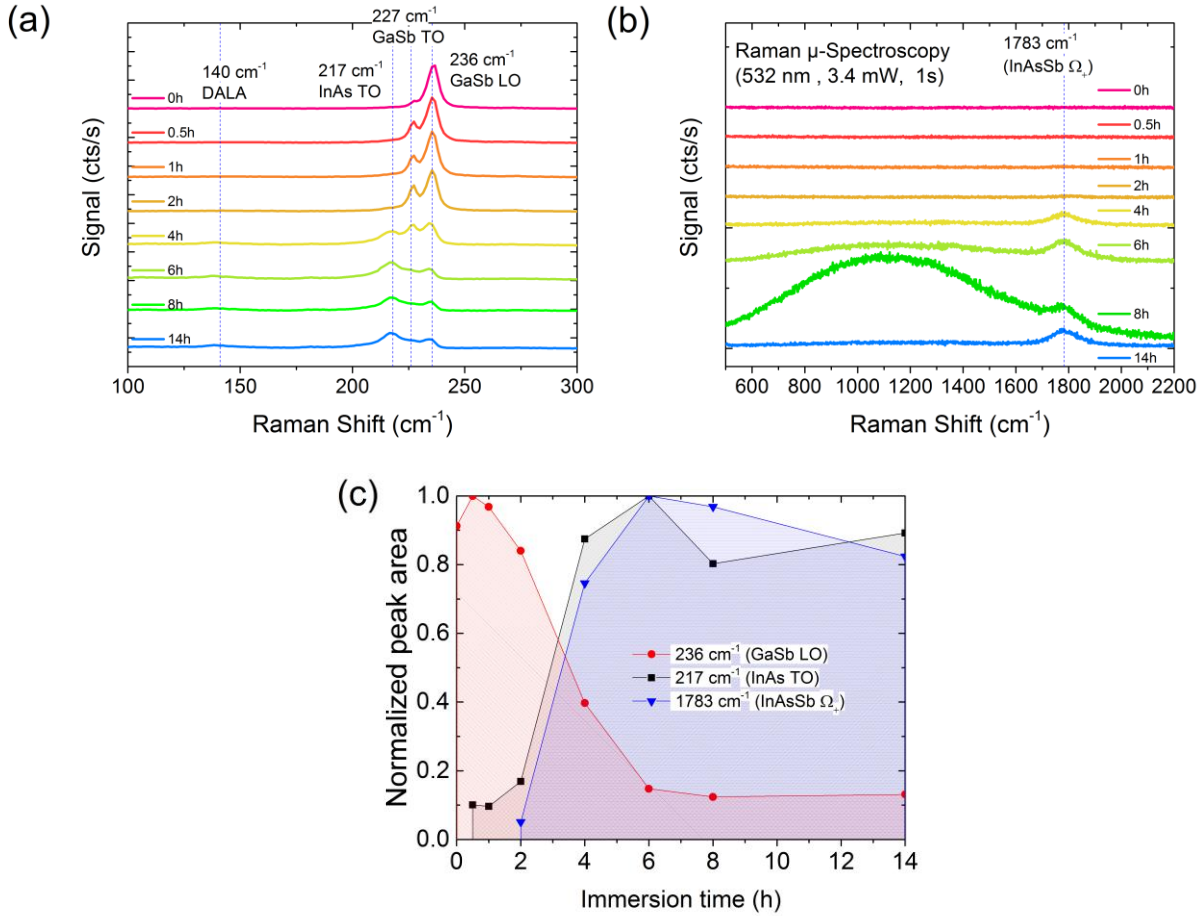 (a)
227 cm⁻¹
GaSb TO
140 cm⁻¹
DALA
217 cm⁻¹
InAs TO
236 cm⁻¹
GaSb LO
0h
0.5h
1h
2h
4h
6h
8h
14h
Signal (cts/s)
100 150 200 250 300
Raman Shift (cm⁻¹)
(b)
Raman µ-Spectroscopy
(532 nm , 3.4 mW, 1s)
1783 cm⁻¹
(InAsSb Ω₊)
0h
0.5h
1h
2h
4h
6h
8h
14h
Signal (cts/s)
600 800 1000 1200 1400 1600 1800 2000 2200
Raman Shift (cm⁻¹)
(c)
1.0
0.8
0.6
0.4
0.2
0.0
Normalized peak area
236 cm⁻¹ (GaSb LO)
217 cm⁻¹ (InAs TO)
1783 cm⁻¹ (InAsSb Ω₊)
0 2 4 6 8 10 12 14
Immersion time (h)